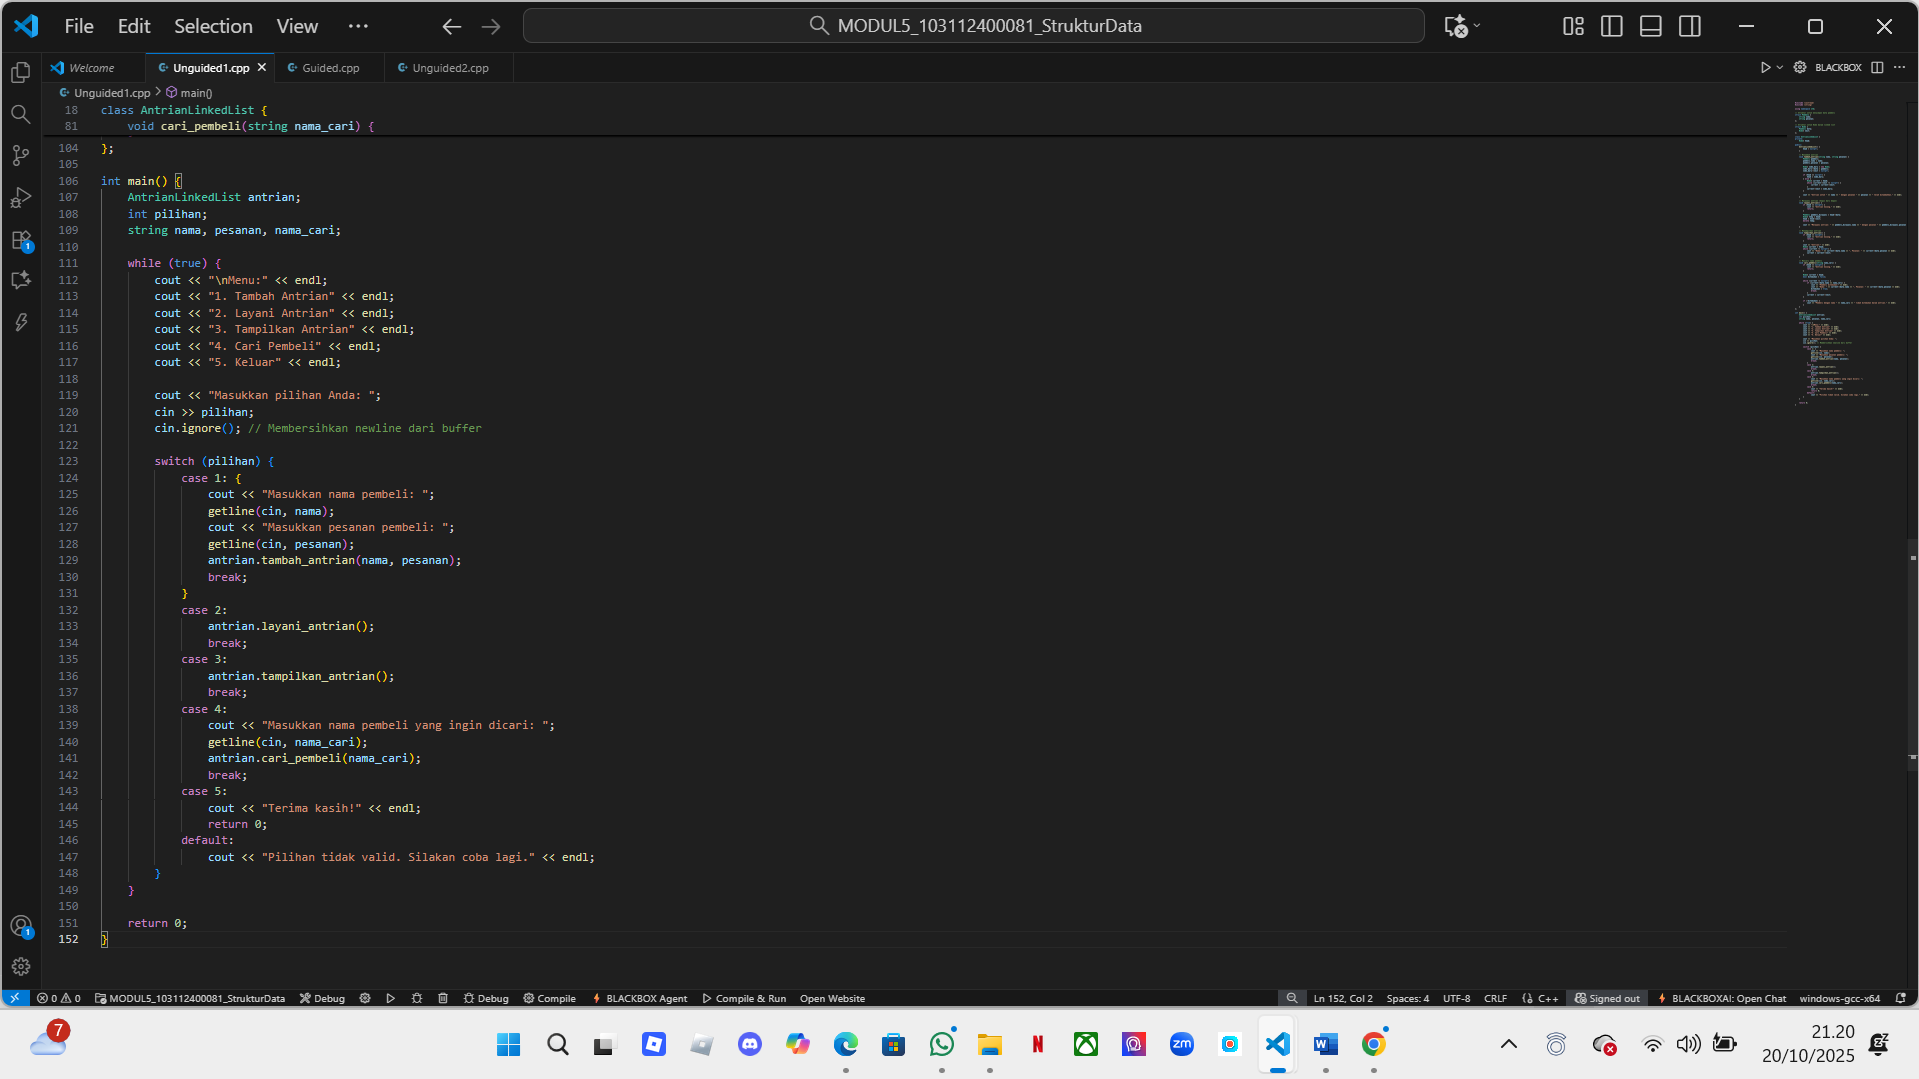 File Edit Selection View ··· MODUL5_103112400081_StrukturData
Welcome Unguided1.cpp Guided.cpp Unguided2.cpp BLACKBOX
Unguided1.cpp > main()
18 class AntrianLinkedList {
81 void cari_pembeli(string nama_cari) {
104 };
105
106 int main() {
107 AntrianLinkedList antrian;
108 int pilihan;
109 string nama, pesanan, nama_cari;
110
111 while (true) {
112 cout << "\nMenu:" << endl;
113 cout << "1. Tambah Antrian" << endl;
114 cout << "2. Layani Antrian" << endl;
115 cout << "3. Tampilkan Antrian" << endl;
116 cout << "4. Cari Pembeli" << endl;
117 cout << "5. Keluar" << endl;
118
119 cout << "Masukkan pilihan Anda: ";
120 cin >> pilihan;
121 cin.ignore(); // Membersihkan newline dari buffer
122
123 switch (pilihan) {
124 case 1: {
125 cout << "Masukkan nama pembeli: ";
126 getline(cin, nama);
127 cout << "Masukkan pesanan pembeli: ";
128 getline(cin, pesanan);
129 antrian.tambah_antrian(nama, pesanan);
130 break;
131 }
132 case 2:
133 antrian.layani_antrian();
134 break;
135 case 3:
136 antrian.tampilkan_antrian();
137 break;
138 case 4:
139 cout << "Masukkan nama pembeli yang ingin dicari: ";
140 getline(cin, nama_cari);
141 antrian.cari_pembeli(nama_cari);
142 break;
143 case 5:
144 cout << "Terima kasih!" << endl;
145 return 0;
146 default:
147 cout << "Pilihan tidak valid. Silakan coba lagi." << endl;
148 }
149 }
150
151 return 0;
152 }
0 0 MODUL5_103112400081_StrukturData Debug Debug Compile BLACKBOX Agent Compile & Run Open Website Ln 152, Col 2 Spaces: 4 UTF-8 CRLF {} C++ Signed out BLACKBOXAI: Open Chat windows-gcc-x64
7
zm
N
21.20
20/10/2025